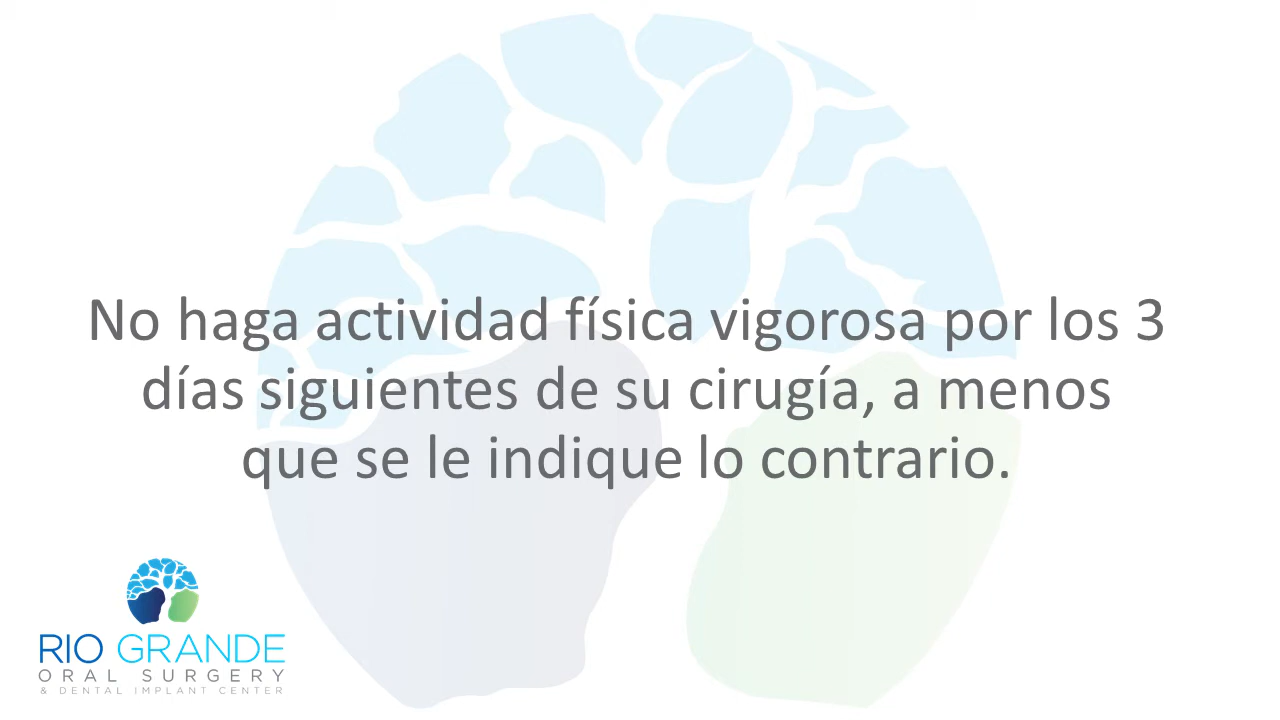 No haga actividad física vigorosa por los 3
días siguientes de su cirugía, a menos
que se le indique lo contrario.
RIO GRANDE
ORAL SURGERY
& DENTAL IMPLANT CENTER